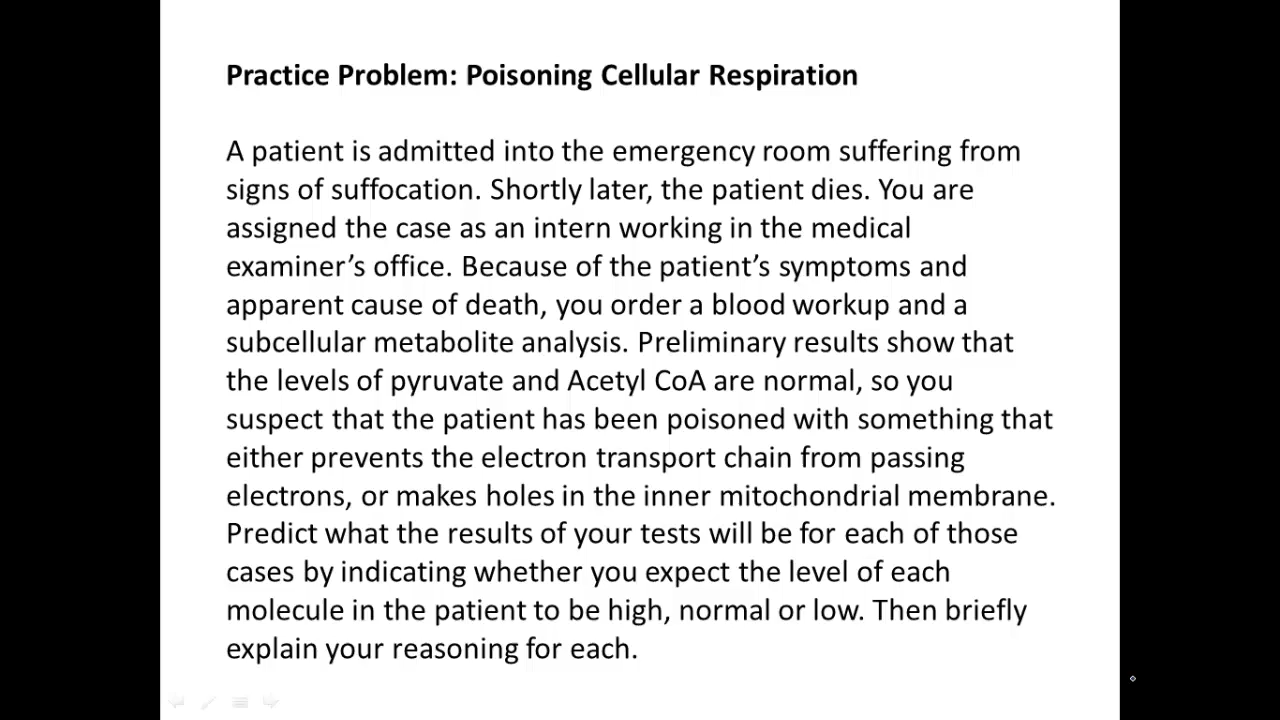 Practice Problem: Poisoning Cellular Respiration
A patient is admitted into the emergency room suffering from
signs of suffocation. Shortly later, the patient dies. You are
assigned the case as an intern working in the medical
examiner’s office. Because of the patient’s symptoms and
apparent cause of death, you order a blood workup and a
subcellular metabolite analysis. Preliminary results show that
the levels of pyruvate and Acetyl CoA are normal, so you
suspect that the patient has been poisoned with something that
either prevents the electron transport chain from passing
electrons, or makes holes in the inner mitochondrial membrane.
Predict what the results of your tests will be for each of those
cases by indicating whether you expect the level of each
molecule in the patient to be high, normal or low. Then briefly
explain your reasoning for each.